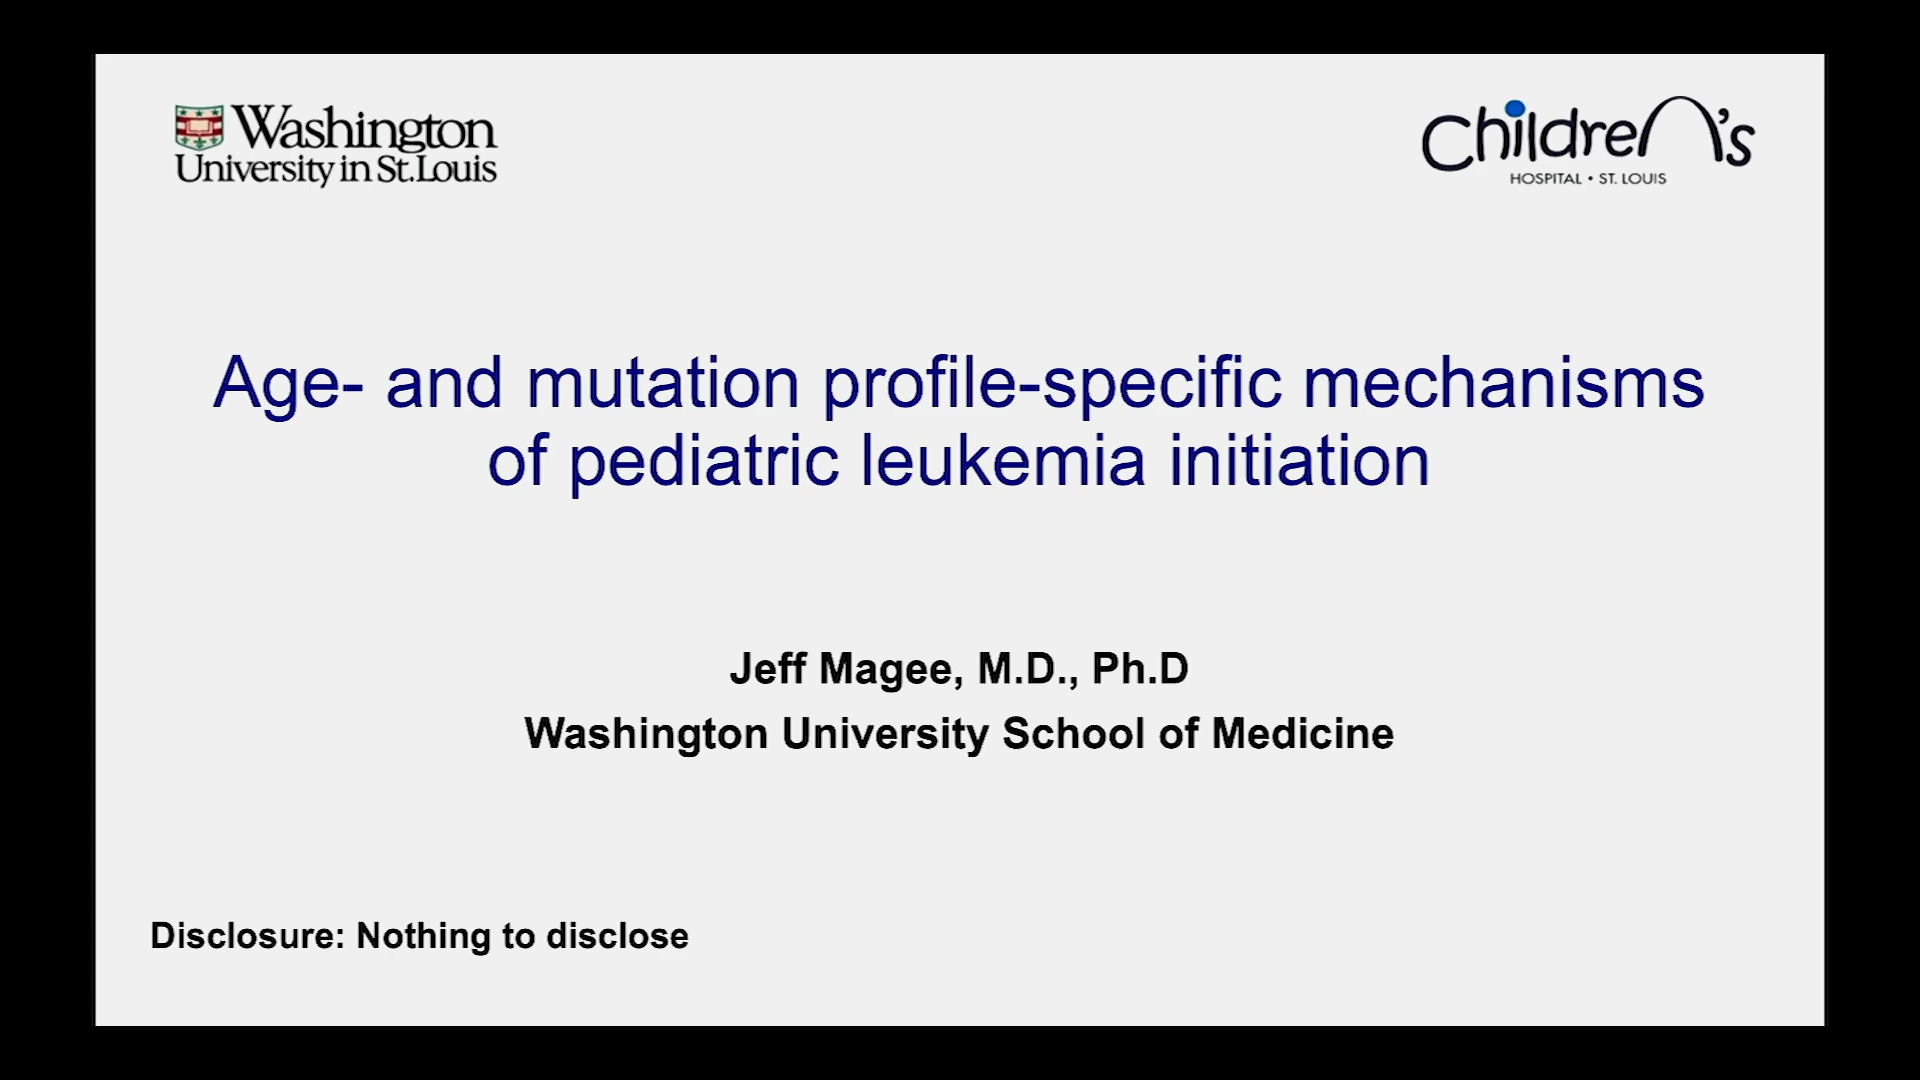 Washington
University in St. Louis
Children's
HOSPITAL • ST. LOUIS
Age- and mutation profile-specific mechanisms
of pediatric leukemia initiation
Jeff Magee, M.D., Ph.D
Washington University School of Medicine
Disclosure: Nothing to disclose